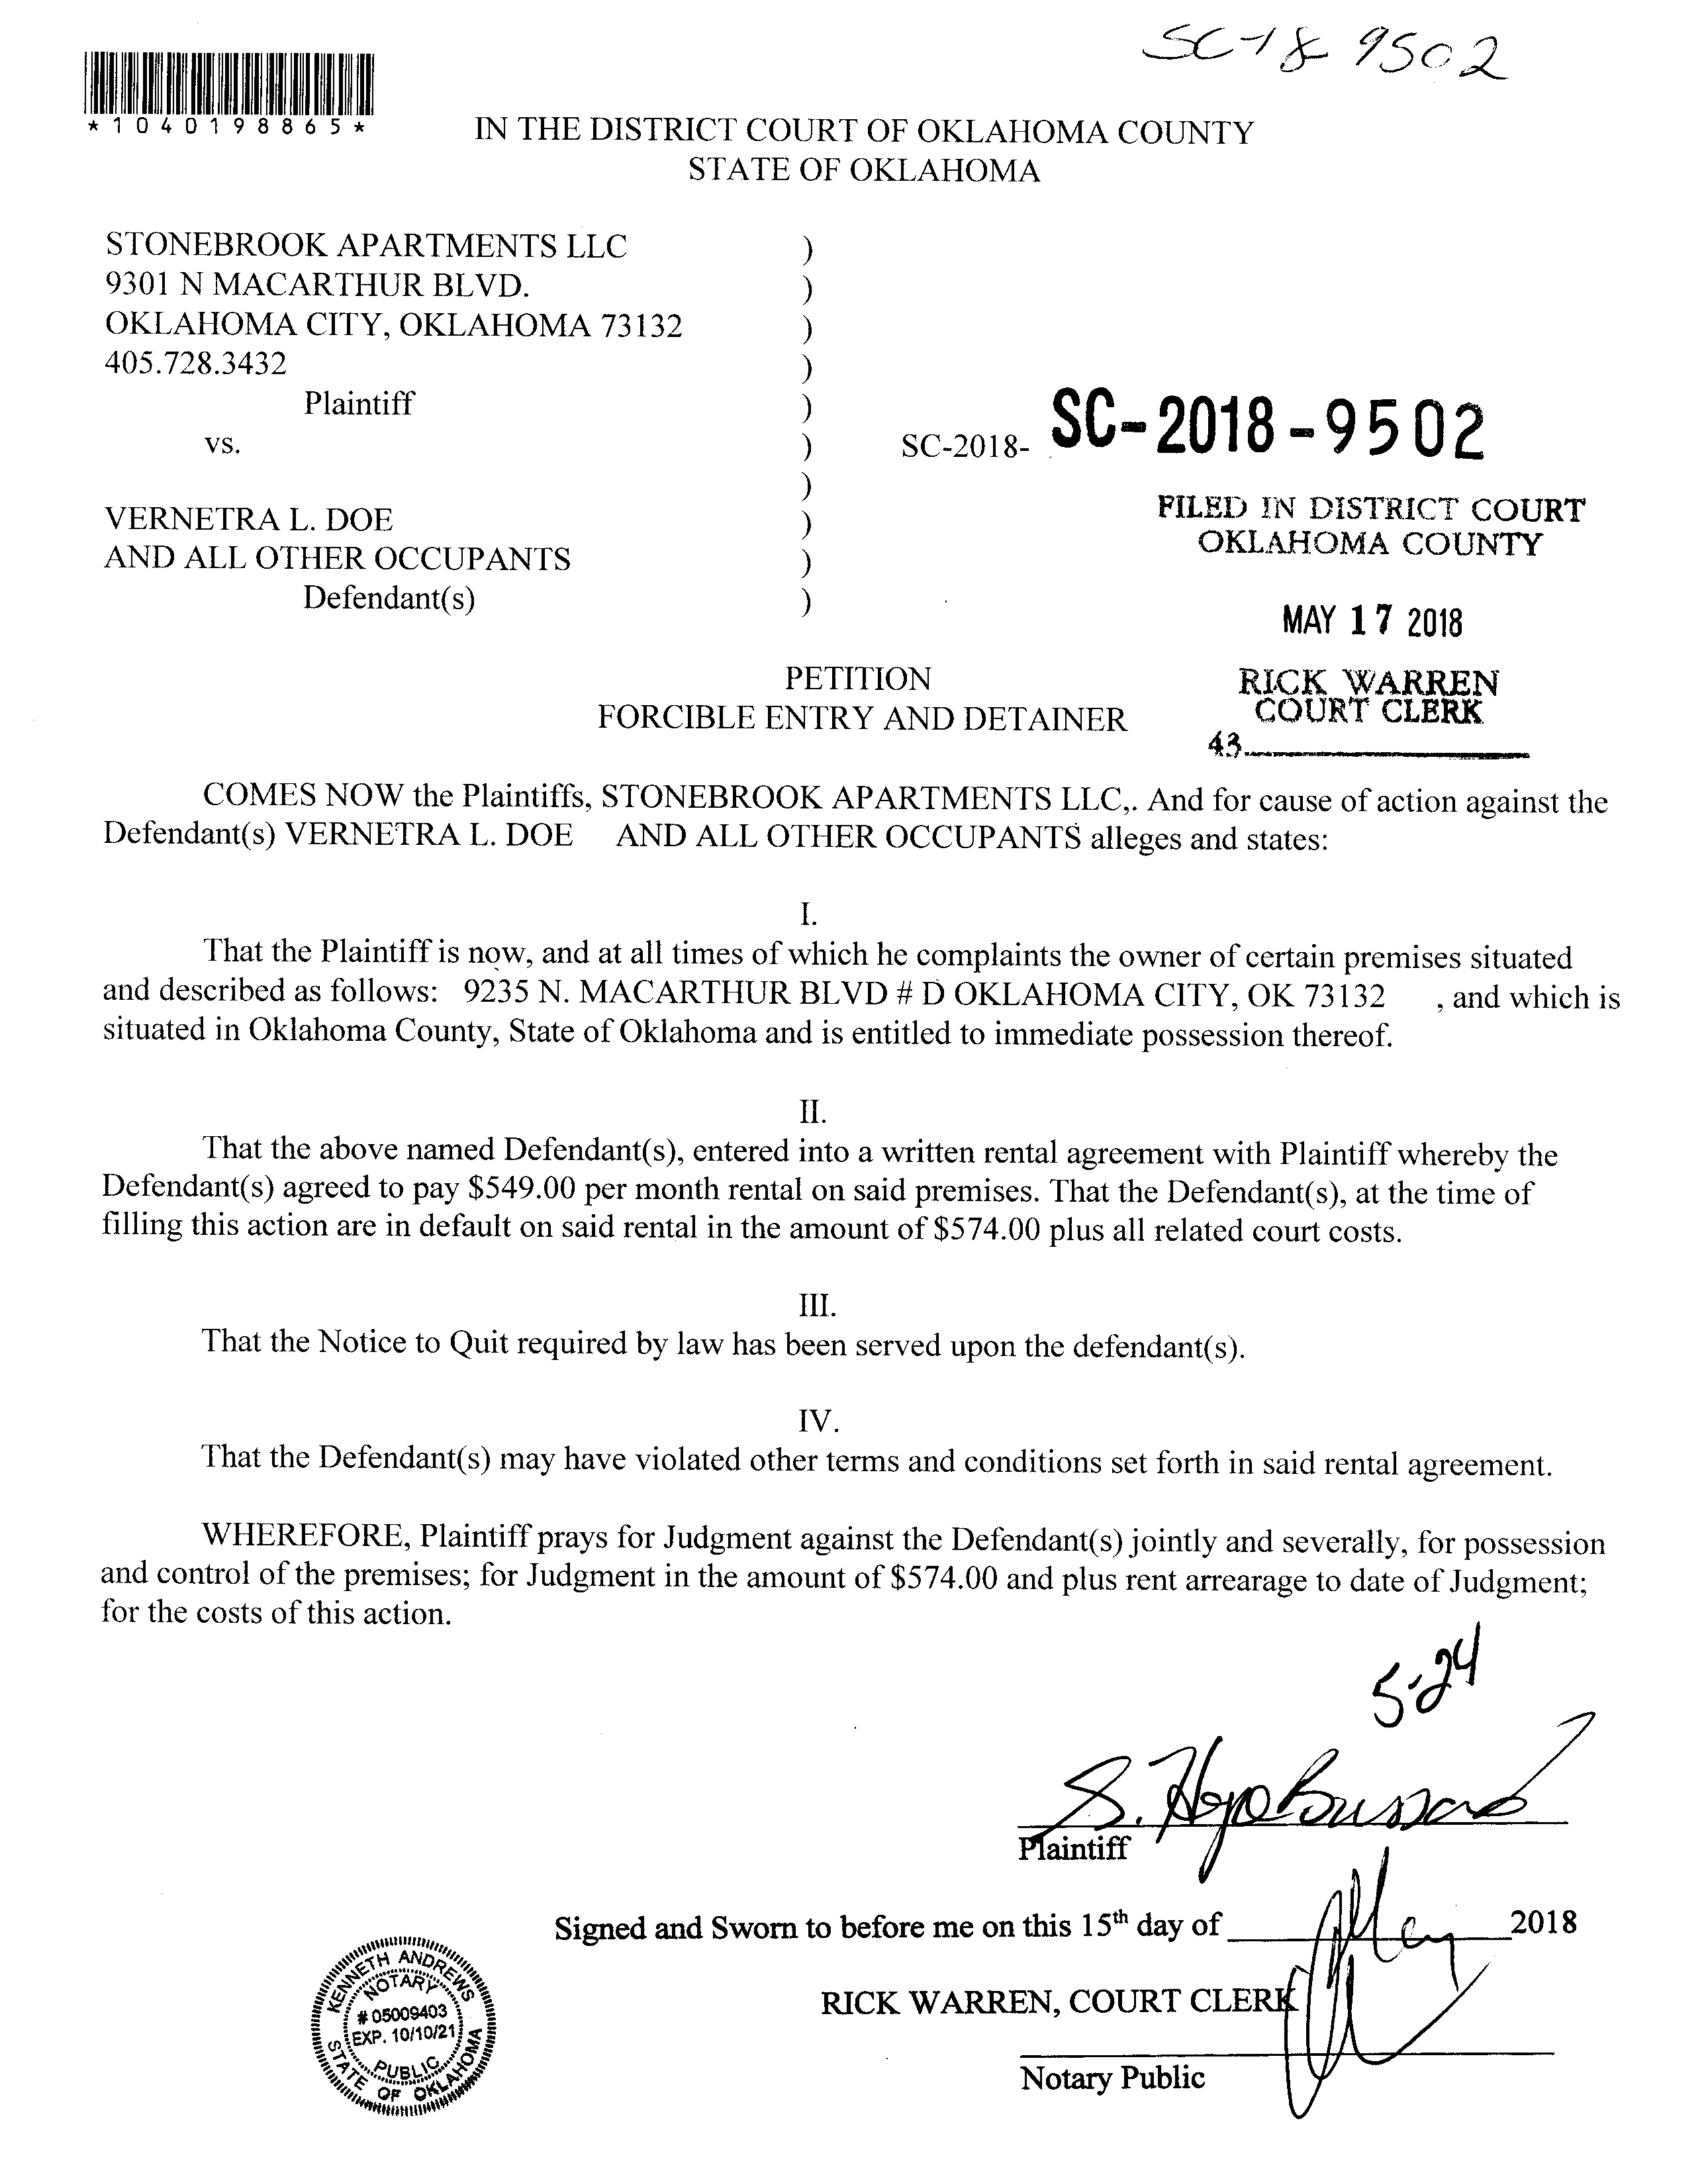 SC-18 9502
*1040198865*
IN THE DISTRICT COURT OF OKLAHOMA COUNTY
STATE OF OKLAHOMA
STONEBROOK APARTMENTS LLC )
9301 N MACARTHUR BLVD. )
OKLAHOMA CITY, OKLAHOMA 73132 )
405.728.3432 )
Plaintiff )
vs. ) SC-2018- SC-2018-9502
)
VERNETRA L. DOE )
AND ALL OTHER OCCUPANTS )
Defendant(s) )
FILED IN DISTRICT COURT
OKLAHOMA COUNTY
MAY 17 2018
RICK WARREN
COURT CLERK
43
PETITION
FORCIBLE ENTRY AND DETAINER
COMES NOW the Plaintiffs, STONEBROOK APARTMENTS LLC,. And for cause of action against the
Defendant(s) VERNETRA L. DOE AND ALL OTHER OCCUPANTS alleges and states:
I.
That the Plaintiff is now, and at all times of which he complaints the owner of certain premises situated
and described as follows: 9235 N. MACARTHUR BLVD # D OKLAHOMA CITY, OK 73132 , and which is
situated in Oklahoma County, State of Oklahoma and is entitled to immediate possession thereof.
II.
That the above named Defendant(s), entered into a written rental agreement with Plaintiff whereby the
Defendant(s) agreed to pay $549.00 per month rental on said premises. That the Defendant(s), at the time of
filling this action are in default on said rental in the amount of $574.00 plus all related court costs.
III.
That the Notice to Quit required by law has been served upon the defendant(s).
IV.
That the Defendant(s) may have violated other terms and conditions set forth in said rental agreement.
WHEREFORE, Plaintiff prays for Judgment against the Defendant(s) jointly and severally, for possession
and control of the premises; for Judgment in the amount of $574.00 and plus rent arrearage to date of Judgment;
for the costs of this action.
5-24
S.
Plaintiff
Signed and Sworn to before me on this 15th day of May 2018
RICK WARREN, COURT CLERK
Notary Public
KENNETH ANDREWS
NOTARY
# 05009403
EXP. 10/10/21
PUBLIC
STATE OF OKLAHOMA